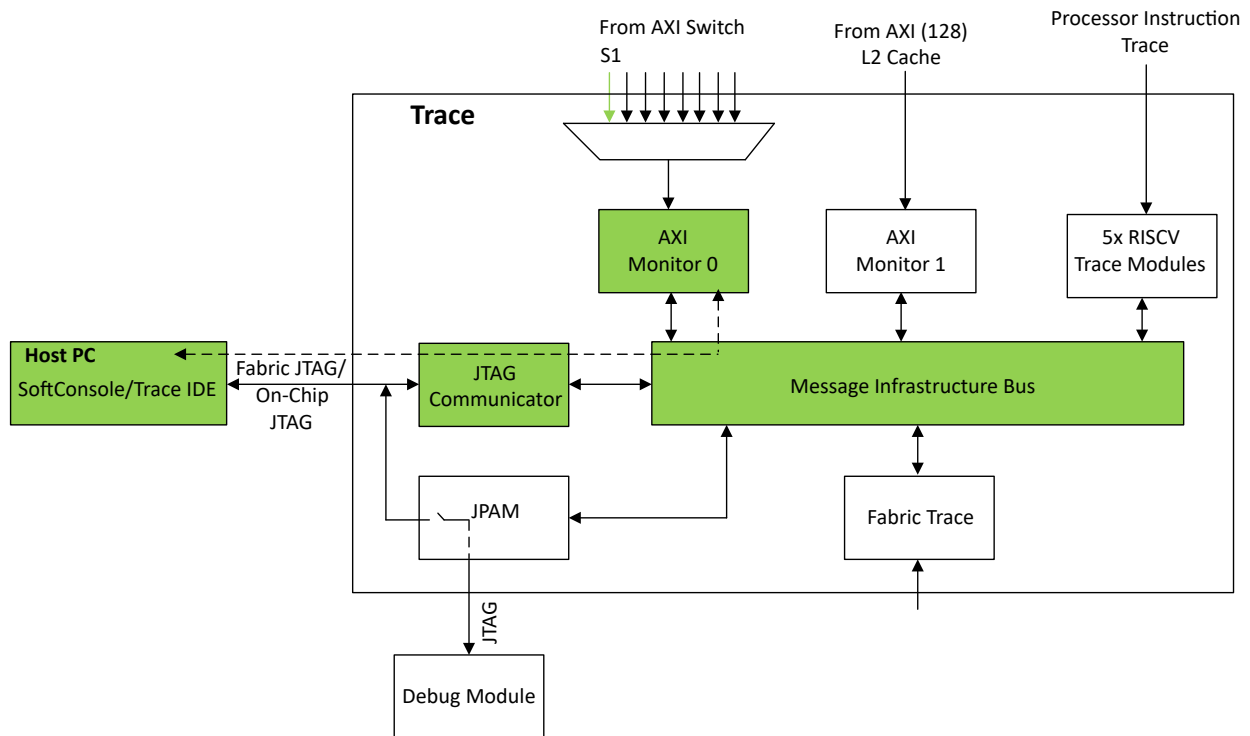 From AXI Switch
S1
From AXI (128)
L2 Cache
Processor Instruction
Trace
Trace
AXI
Monitor 0
AXI
Monitor 1
5x RISCV
Trace Modules
Host PC
SoftConsole/Trace IDE
Fabric JTAG/
On-Chip
JTAG
JTAG
Communicator
Message Infrastructure Bus
JPAM
Fabric Trace
JTAG
Debug Module